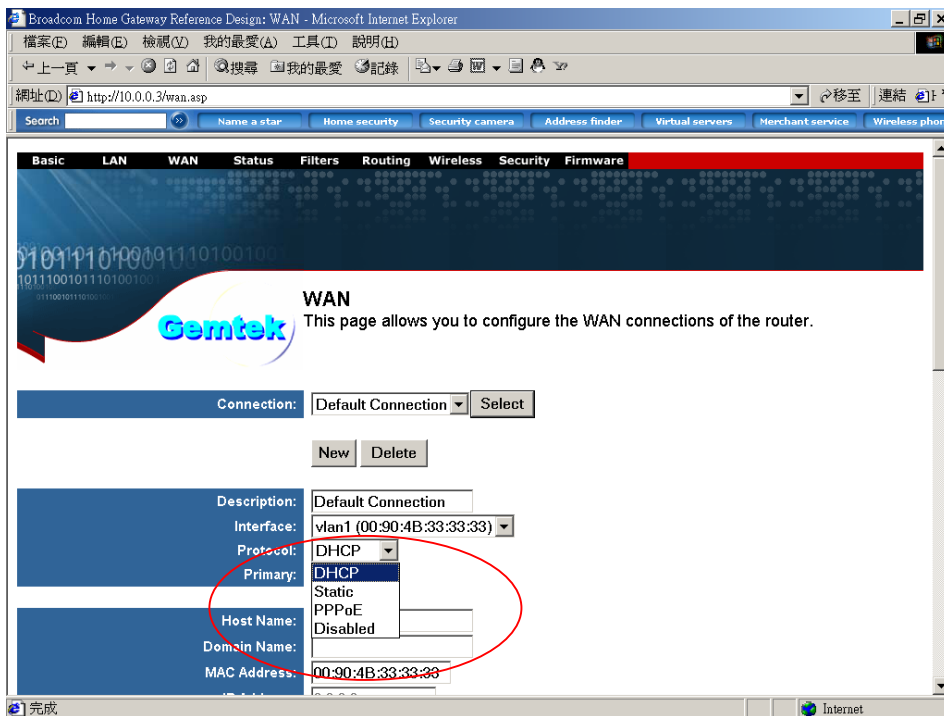 Broadcom Home Gateway Reference Design: WAN - Microsoft Internet Explorer
檔案(F) 編輯(E) 檢視(V) 我的最愛(A) 工具(T) 說明(H)
上一頁 搜尋 我的最愛 記錄
網址(D) http://10.0.0.3/wan.asp 移至 連結
Search Name a star Home security Security camera Address finder Virtual servers Merchant service Wireless phon
Basic LAN WAN Status Filters Routing Wireless Security Firmware
WAN
Gemtek This page allows you to configure the WAN connections of the router.
Connection: Default Connection Select
New Delete
Description: Default Connection
Interface: vlan1 (00:90:4B:33:33:33)
Protocol: DHCP
Primary: DHCP
Static
PPPoE
Host Name:
Disabled
Domain Name:
MAC Address: 00:90:4B:33:33:33
完成 Internet